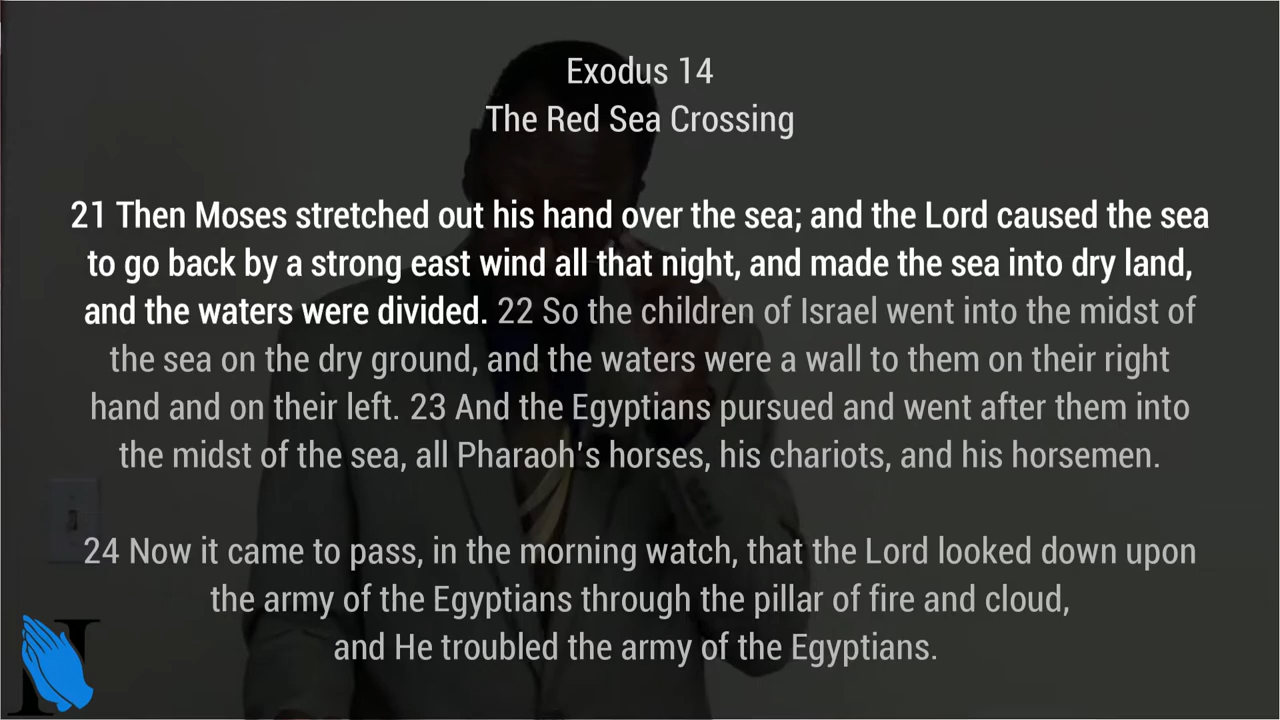 Exodus 14
The Red Sea Crossing
21 Then Moses stretched out his hand over the sea; and the Lord caused the sea
to go back by a strong east wind all that night, and made the sea into dry land,
and the waters were divided. 22 So the children of Israel went into the midst of
the sea on the dry ground, and the waters were a wall to them on their right
hand and on their left. 23 And the Egyptians pursued and went after them into
the midst of the sea, all Pharaoh's horses, his chariots, and his horsemen.
24 Now it came to pass, in the morning watch, that the Lord looked down upon
the army of the Egyptians through the pillar of fire and cloud,
and He troubled the army of the Egyptians.
N